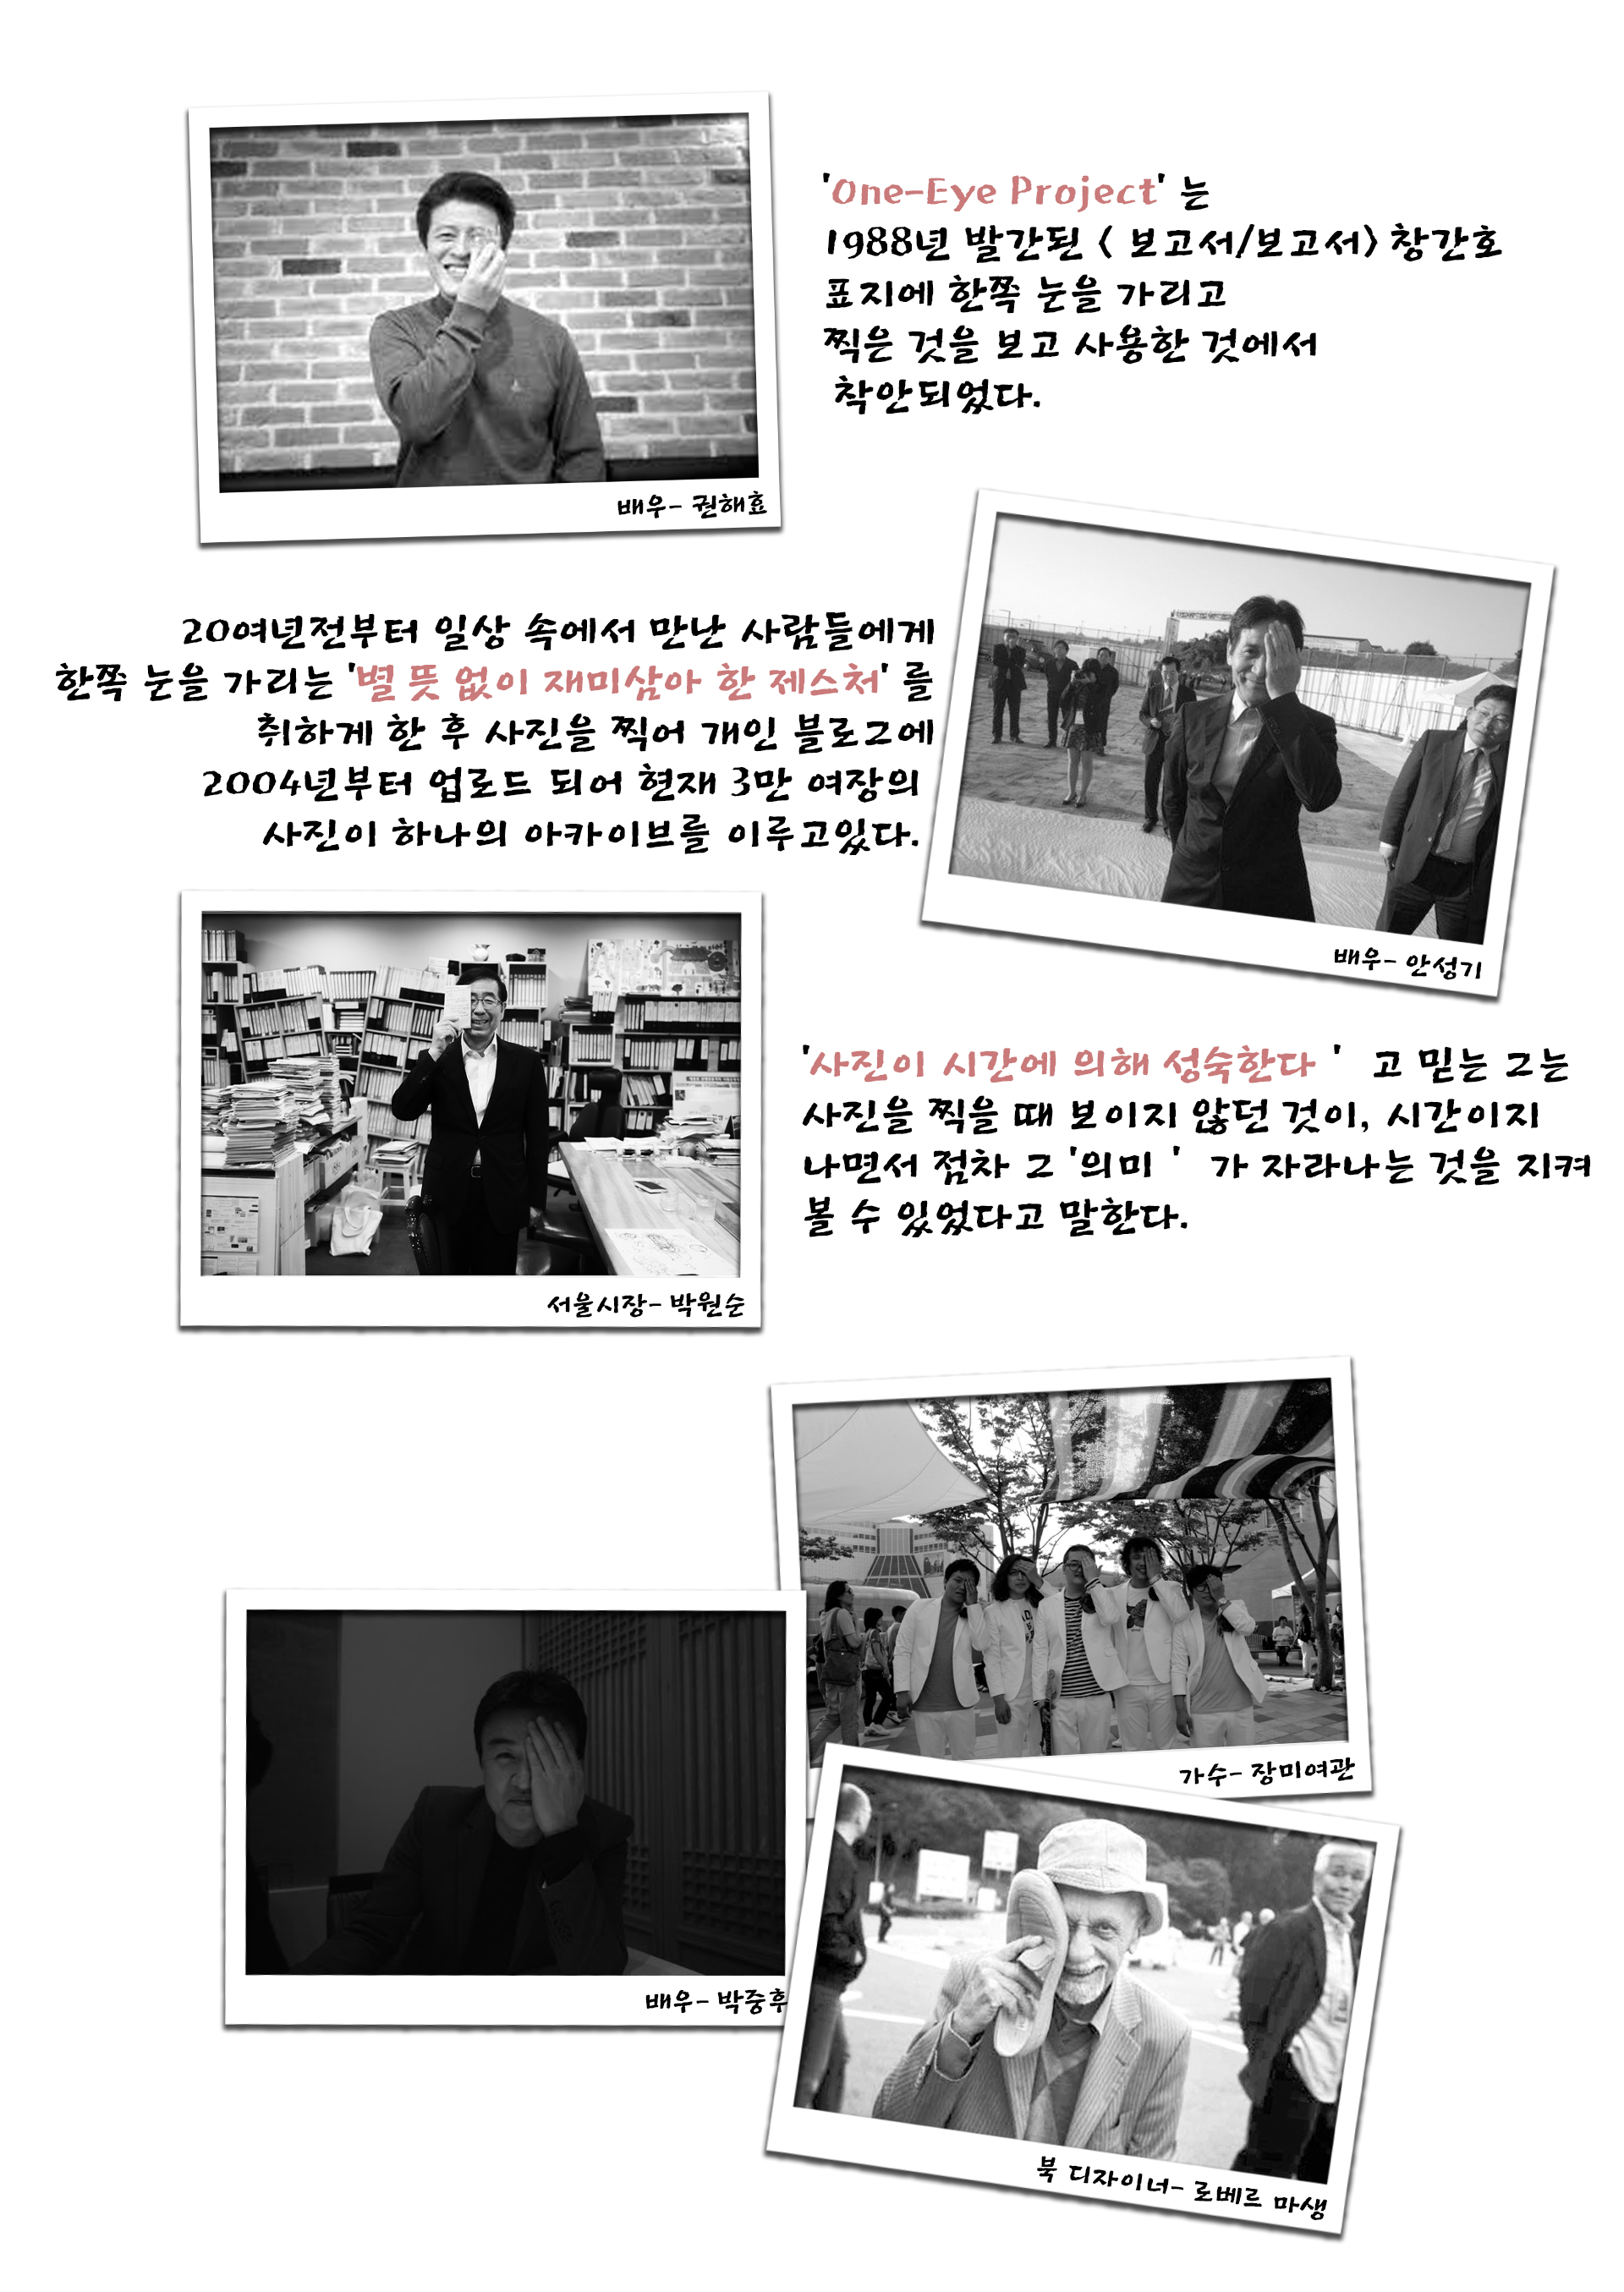 'One-Eye Project' 는
1988년 발간된 < 보고서/보고서> 창간호
표지에 한쪽 눈을 가리고
찍은 것을 보고 사용한 것에서
착안되었다.
배우- 권해효
20여년전부터 일상 속에서 만난 사람들에게
한쪽 눈을 가리는 '별 뜻 없이 재미삼아 한 제스처' 를
취하게 한 후 사진을 찍어 개인 블로그에
2004년부터 업로드 되어 현재 3만 여장의
사진이 하나의 아카이브를 이루고있다.
배우- 안성기
'사진이 시간에 의해 성숙한다 ' 고 믿는 그는
사진을 찍을 때 보이지 않던 것이, 시간이지
나면서 점차 그 '의미 ' 가 자라나는 것을 지켜
볼 수 있었다고 말한다.
서울시장- 박원순
가수- 장미여관
배우- 박중후
북 디자이너- 로베르 마생